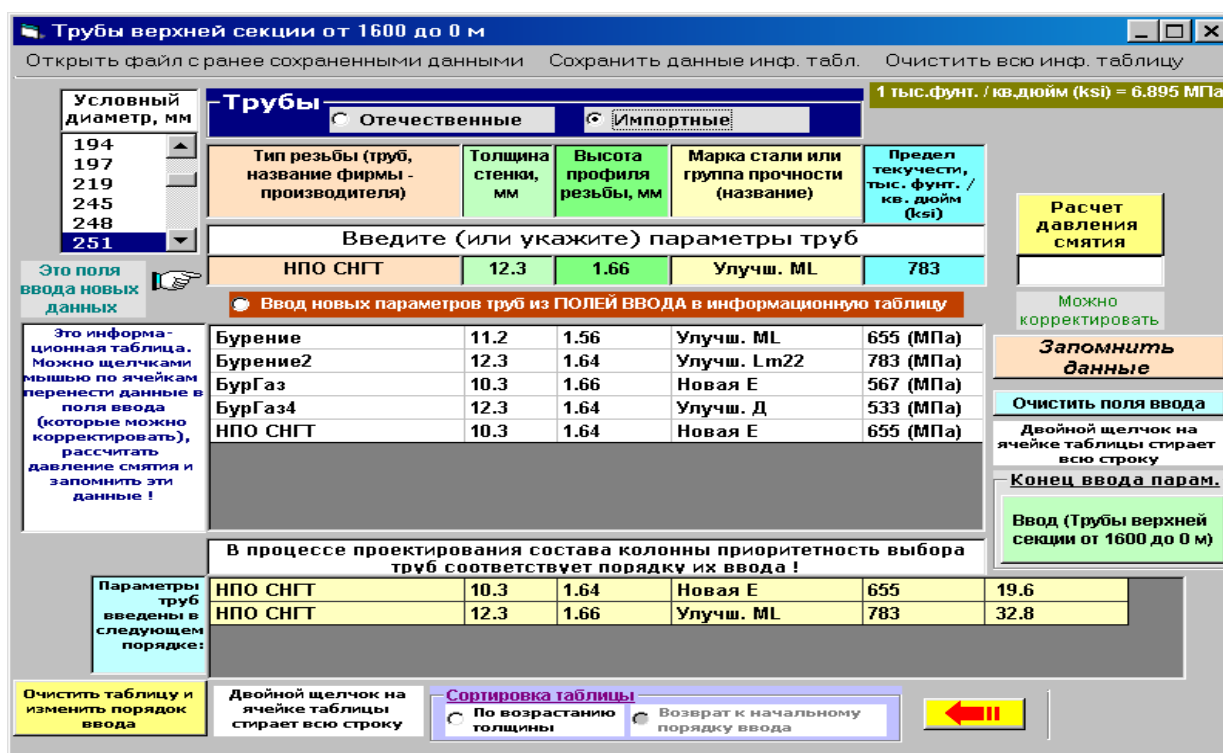 Трубы верхней секции от 1600 до 0 м
Открыть файл с ранее сохраненными данными Сохранить данные инф. табл. Очистить всю инф. таблицу
1 тыс.фунт. / кв.дюйм (ksi) = 6.895 МПа
Условный
диаметр, мм
194
197
219
245
248
251
Трубы
Отечественные Импортные
Тип резьбы (труб,
название фирмы -
производителя)
Толщина
стенки,
мм
Высота
профиля
резьбы, мм
Марка стали или
группа прочности
(название)
Предел
текучести,
тыс. фунт. /
кв. дюйм
(ksi)
Введите (или укажите) параметры труб
Это поля
ввода новых
данных
НПО СНГТ 12.3 1.66 Улучш. ML 783
Ввод новых параметров труб из ПОЛЕЙ ВВОДА в информационную таблицу
Расчет
давления
смятия
Можно
корректировать
Запомнить
данные
Очистить поля ввода
Двойной щелчок на
ячейке таблицы стирает
всю строку
Конец ввода парам.
Ввод (Трубы верхней
секции от 1600 до 0 м)
Это информа-
ционная таблица.
Можно щелчками
мышью по ячейкам
перенести данные в
поля ввода
(которые можно
корректировать),
рассчитать
давление смятия и
запомнить эти
данные !
Бурение 11.2 1.56 Улучш. ML 655 (МПа)
Бурение2 12.3 1.64 Улучш. Lm22 783 (МПа)
БурГаз 10.3 1.66 Новая Е 567 (МПа)
БурГаз4 12.3 1.64 Улучш. Д 533 (МПа)
НПО СНГТ 10.3 1.64 Новая Е 655 (МПа)
В процессе проектирования состава колонны приоритетность выбора
труб соответствует порядку их ввода !
Параметры
труб
введены в
следующем
порядке:
НПО СНГТ 10.3 1.64 Новая Е 655 19.6
НПО СНГТ 12.3 1.66 Улучш. ML 783 32.8
Очистить таблицу и
изменить порядок
ввода
Двойной щелчок на
ячейке таблицы
стирает всю строку
Сортировка таблицы
По возрастанию
толщины
Возврат к начальному
порядку ввода